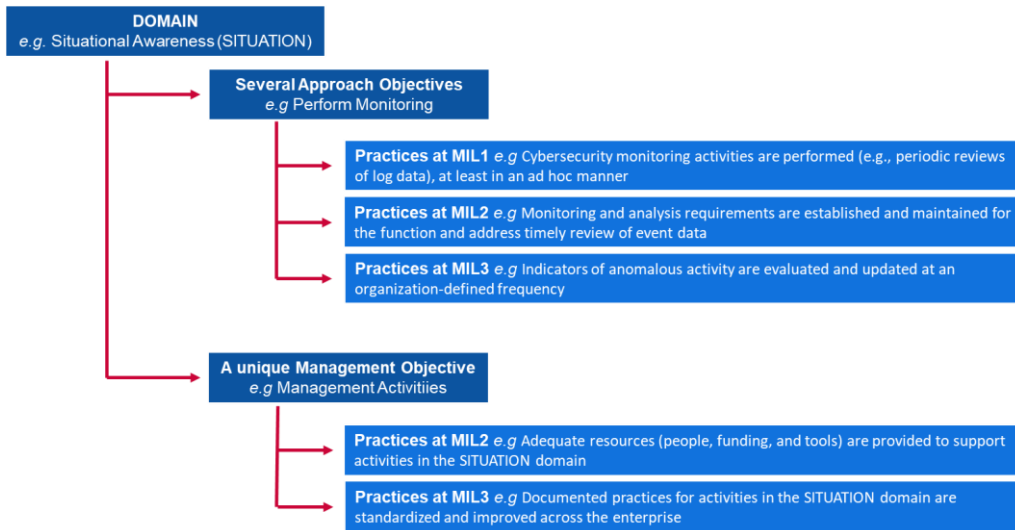 DOMAIN
e.g. Situational Awareness (SITUATION)
Several Approach Objectives
e.g Perform Monitoring
Practices at MIL1 e.g Cybersecurity monitoring activities are performed (e.g., periodic reviews
of log data), at least in an ad hoc manner
Practices at MIL2 e.g Monitoring and analysis requirements are established and maintained for
the function and address timely review of event data
Practices at MIL3 e.g Indicators of anomalous activity are evaluated and updated at an
organization-defined frequency
A unique Management Objective
e.g Management Activitiies
Practices at MIL2 e.g Adequate resources (people, funding, and tools) are provided to support
activities in the SITUATION domain
Practices at MIL3 e.g Documented practices for activities in the SITUATION domain are
standardized and improved across the enterprise